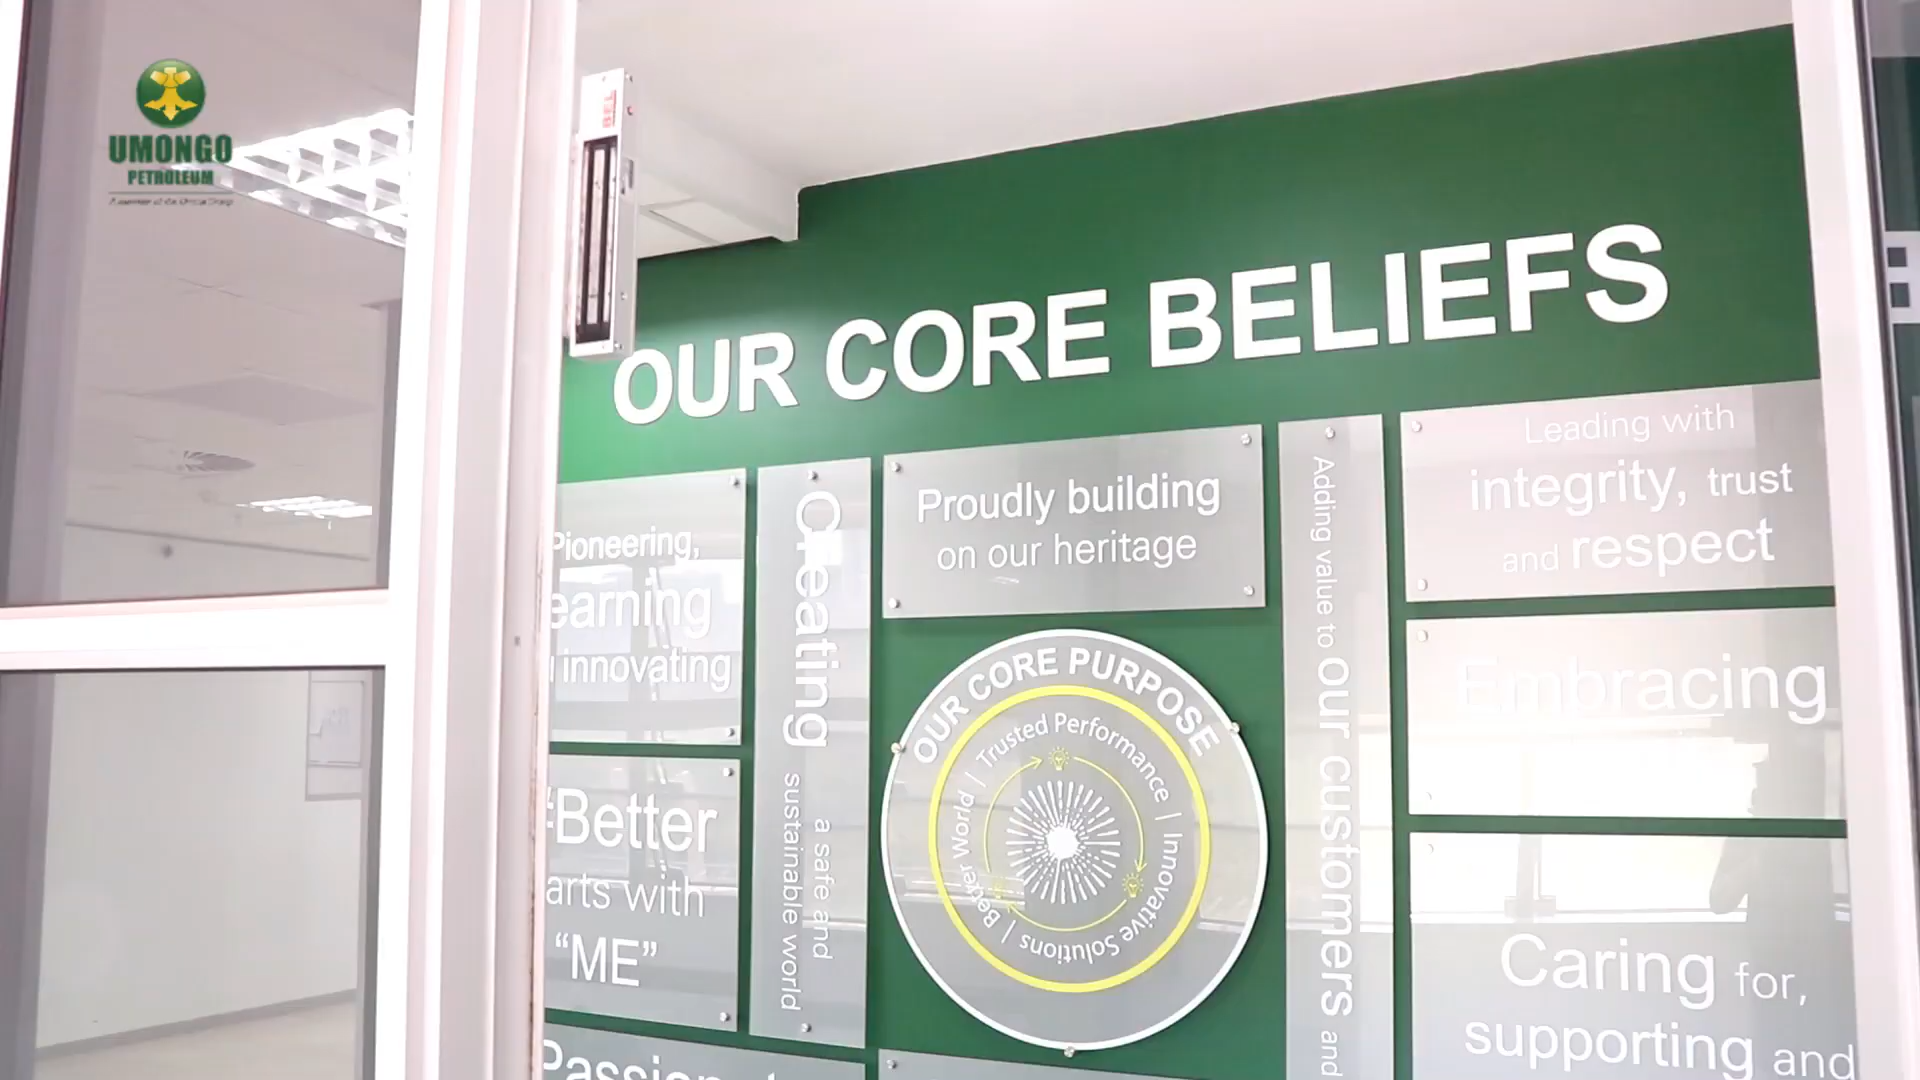 UMONGO
PETROLEUM
BEL
OUR CORE BELIEFS
Pioneering,
earning
innovating
Creating
a safe and
sustainable world
Proudly building
on our heritage
Adding value to our customers and
Leading with
integrity, trust
and respect
Embracing
#Better
arts with
“ME”
OUR CORE PURPOSE
Trusted Performance | Innovative Solutions | Better World |
Caring for,
supporting and